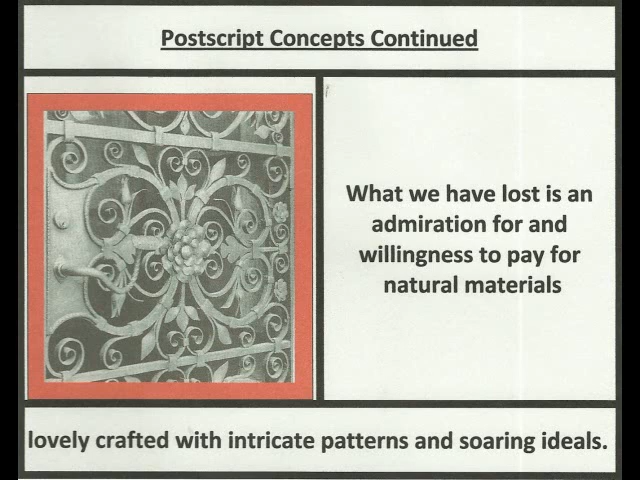 Postscript Concepts Continued
What we have lost is an
admiration for and
willingness to pay for
natural materials
lovely crafted with intricate patterns and soaring ideals.